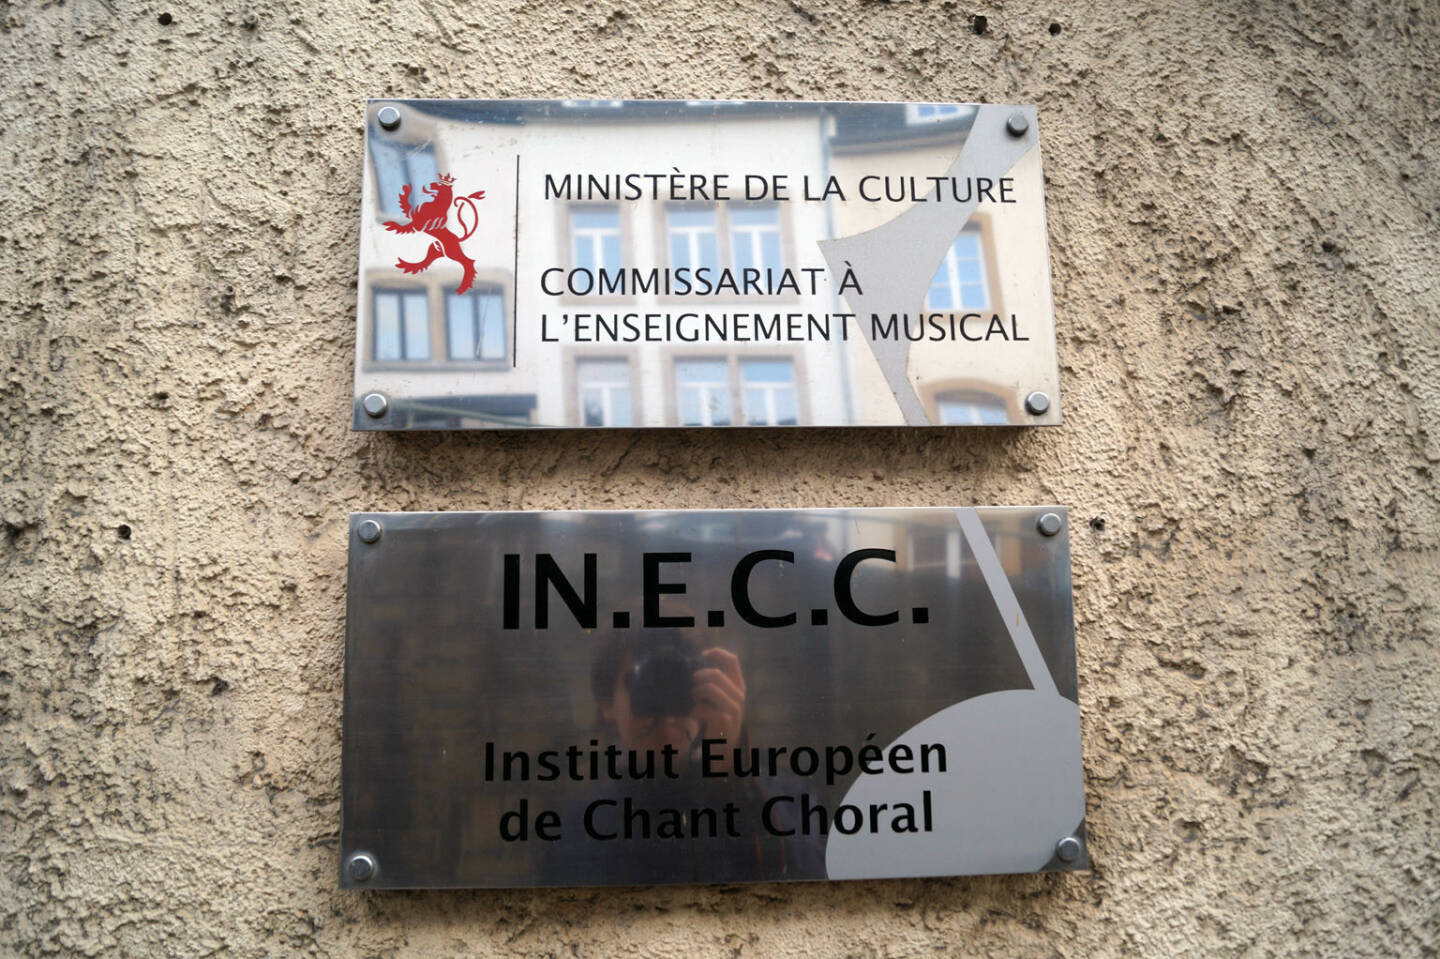 MINISTÈRE DE LA CULTURE
COMMISSARIAT À
L'ENSEIGNEMENT MUSICAL
IN.E.C.C.
Institut Européen
de Chant Choral